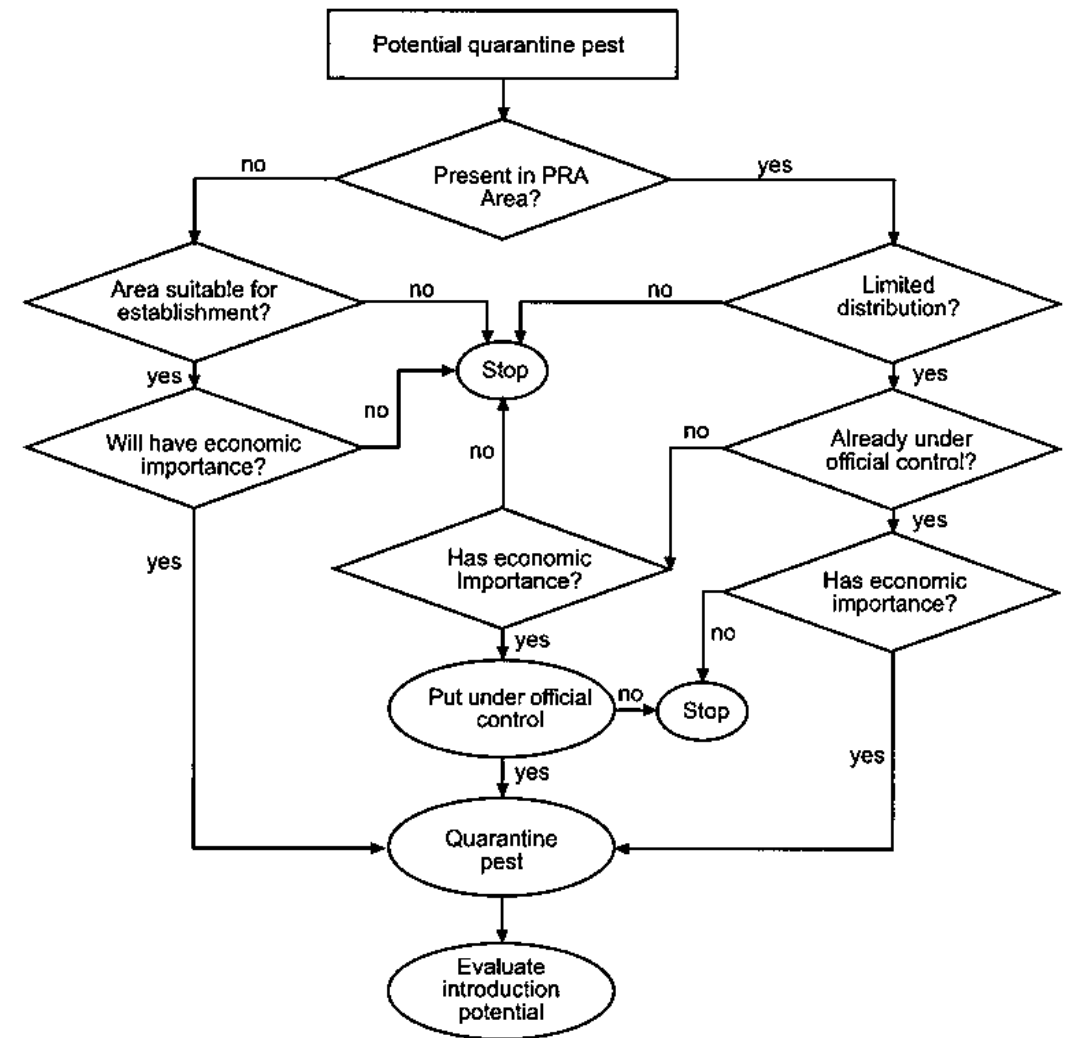 Potential quarantine pest
no
yes
Present in PRA
Area?
Area suitable for
establishment?
no
no
Limited
distribution?
Stop
yes
yes
no
Will have economic
importance?
no
no
Already under
official control?
yes
yes
Has economic
Importance?
Has economic
importance?
no
yes
Put under official
control
no
Stop
yes
yes
Quarantine
pest
Evaluate
introduction
potential